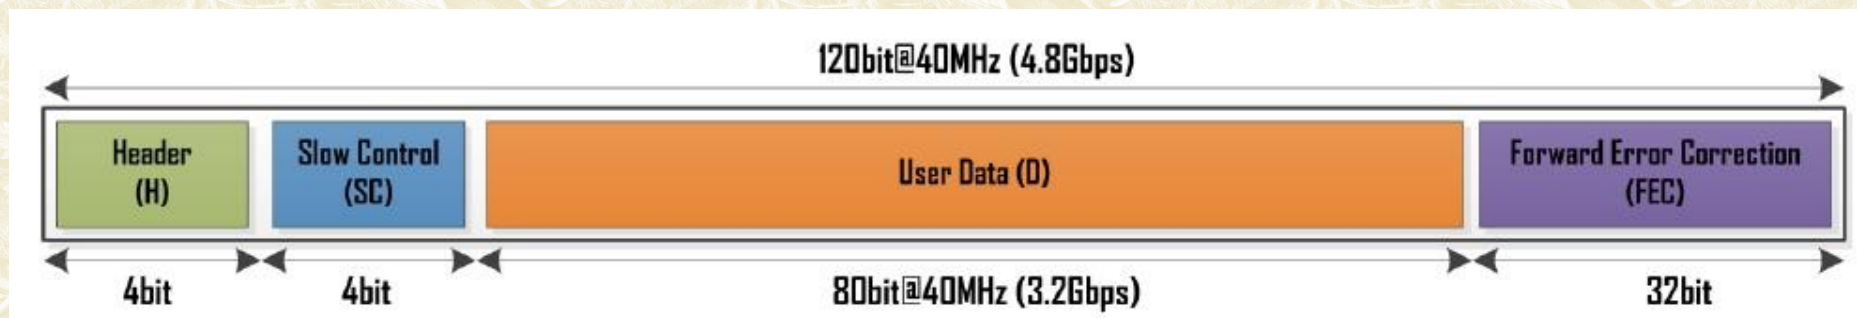 120bit@40MHz (4.8Gbps)
Header
(H)
Slow Control
(SC)
User Data (D)
Forward Error Correction
(FEC)
4bit
4bit
80bit@40MHz (3.2Gbps)
32bit